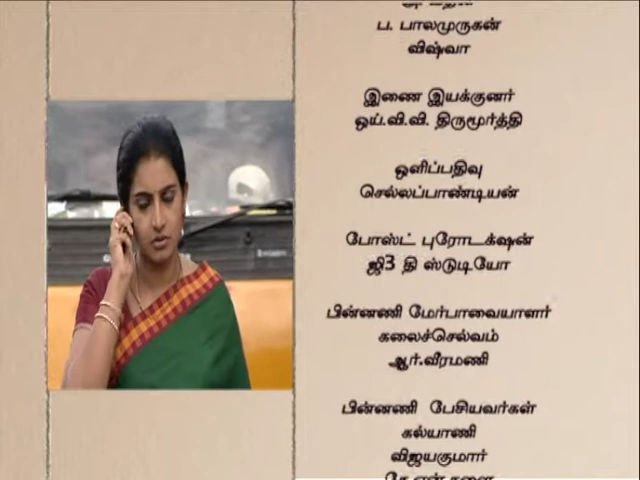 ப. பாலமுருகன்
விஷ்வா
இணை இயக்குனர்
ஒய்.வி.வி. திருமூர்த்தி
ஒளிப்பதிவு
செல்லப்பாண்டியன்
போஸ்ட் புரோடக்ஷன்
ஜி3 தி ஸ்டுடியோ
பின்னணி மேர்பாவையாளர்
கலைச்செல்வம்
ஆர்.வீரமணி
பின்னணி பேசியவர்கள்
கல்யாணி
விஜயகுமார்